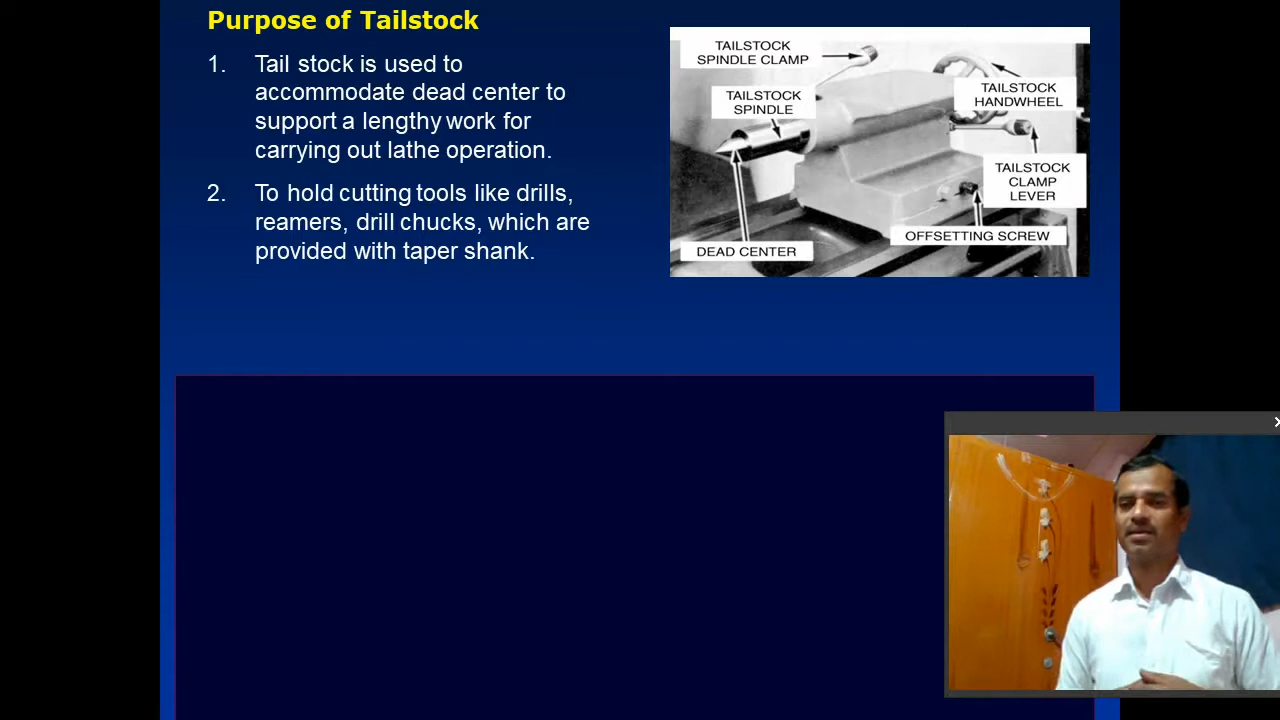 Purpose of Tailstock
1. Tail stock is used to
accommodate dead center to
support a lengthy work for
carrying out lathe operation.
2. To hold cutting tools like drills,
reamers, drill chucks, which are
provided with taper shank.
TAILSTOCK
SPINDLE CLAMP
TAILSTOCK
SPINDLE
TAILSTOCK
HANDWHEEL
TAILSTOCK
CLAMP
LEVER
OFFSETTING SCREW
DEAD CENTER